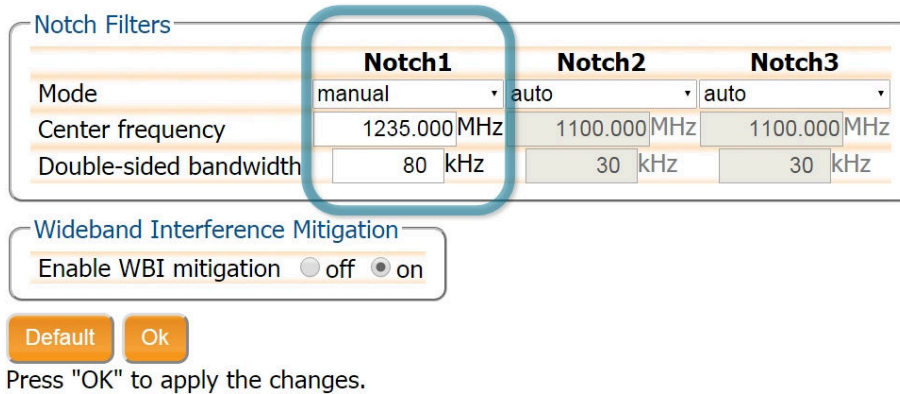 Notch Filters
Notch1 Notch2 Notch3
Mode manual auto auto
Center frequency 1235.000 MHz 1100.000 MHz 1100.000 MHz
Double-sided bandwidth 80 kHz 30 kHz 30 kHz
Wideband Interference Mitigation
Enable WBI mitigation off on
Default Ok
Press "OK" to apply the changes.